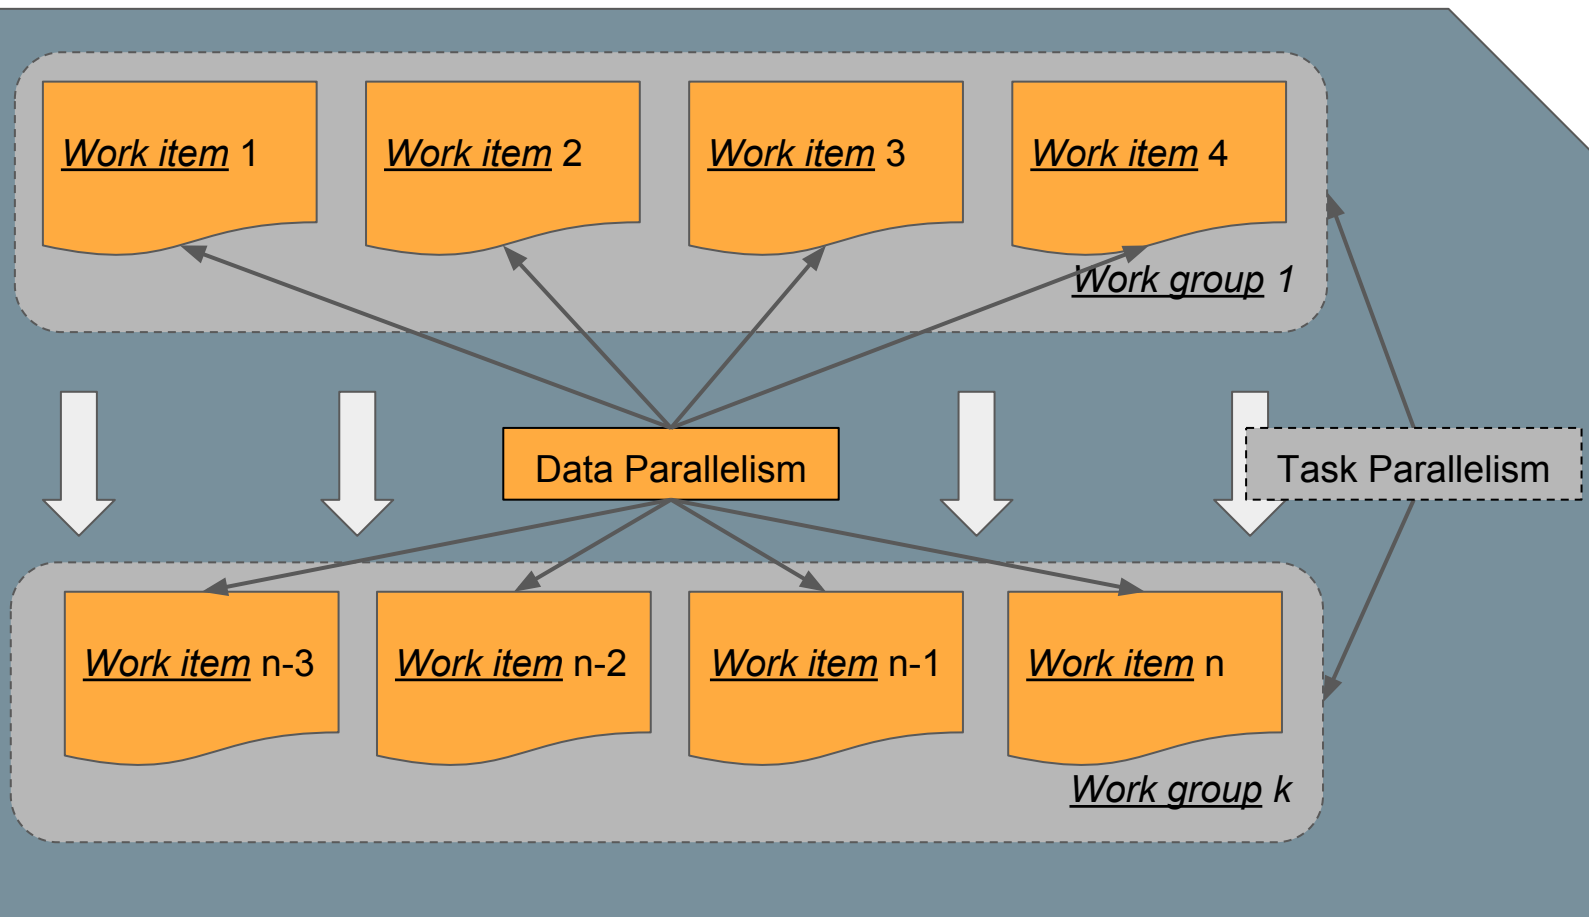 Work item 1
Work item 2
Work item 3
Work item 4
Work group 1
Data Parallelism
Task Parallelism
Work item n-3
Work item n-2
Work item n-1
Work item n
Work group k